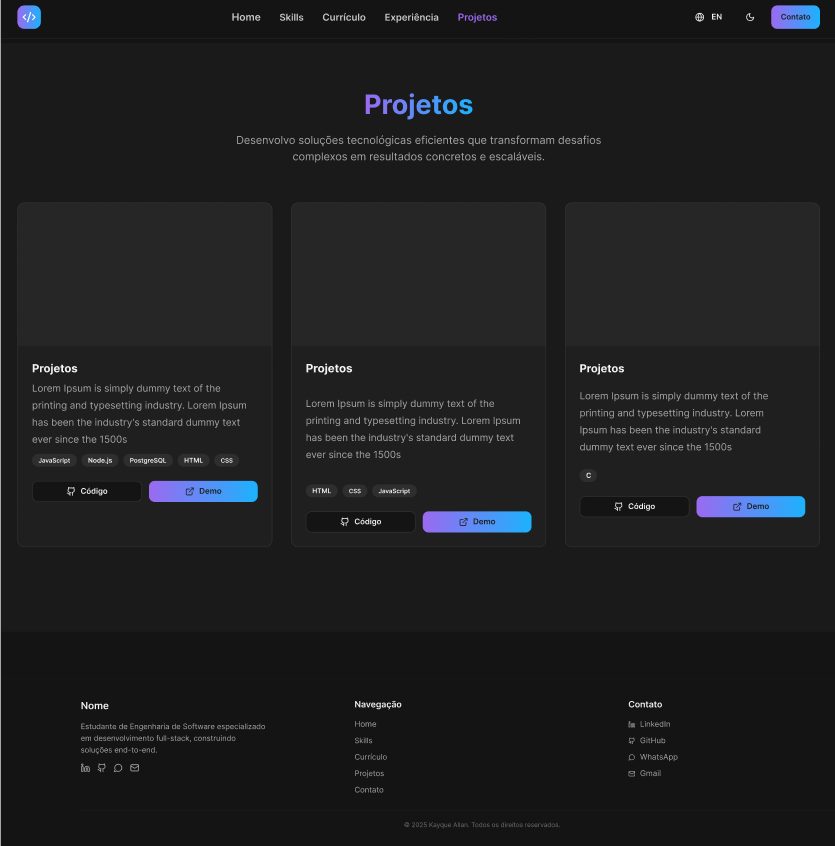 </>
Home Skills Currículo Experiência Projetos
EN
Contato
Projetos
Desenvolvo soluções tecnológicas eficientes que transformam desafios
complexos em resultados concretos e escaláveis.
Projetos
Lorem Ipsum is simply dummy text of the
printing and typesetting industry. Lorem Ipsum
has been the industry's standard dummy text
ever since the 1500s
JavaScript Node.js PostgreSQL HTML CSS
Código Demo
Projetos
Lorem Ipsum is simply dummy text of the
printing and typesetting industry. Lorem Ipsum
has been the industry's standard dummy text
ever since the 1500s
HTML CSS JavaScript
Código Demo
Projetos
Lorem Ipsum is simply dummy text of the
printing and typesetting industry. Lorem
Ipsum has been the industry's standard
dummy text ever since the 1500s
C
Código Demo
Nome
Estudante de Engenharia de Software especializado
em desenvolvimento full-stack, construindo
soluções end-to-end.
Navegação
Home
Skills
Currículo
Projetos
Contato
Contato
LinkedIn
GitHub
WhatsApp
Gmail
© 2025 Kayque Allan. Todos os direitos reservados.